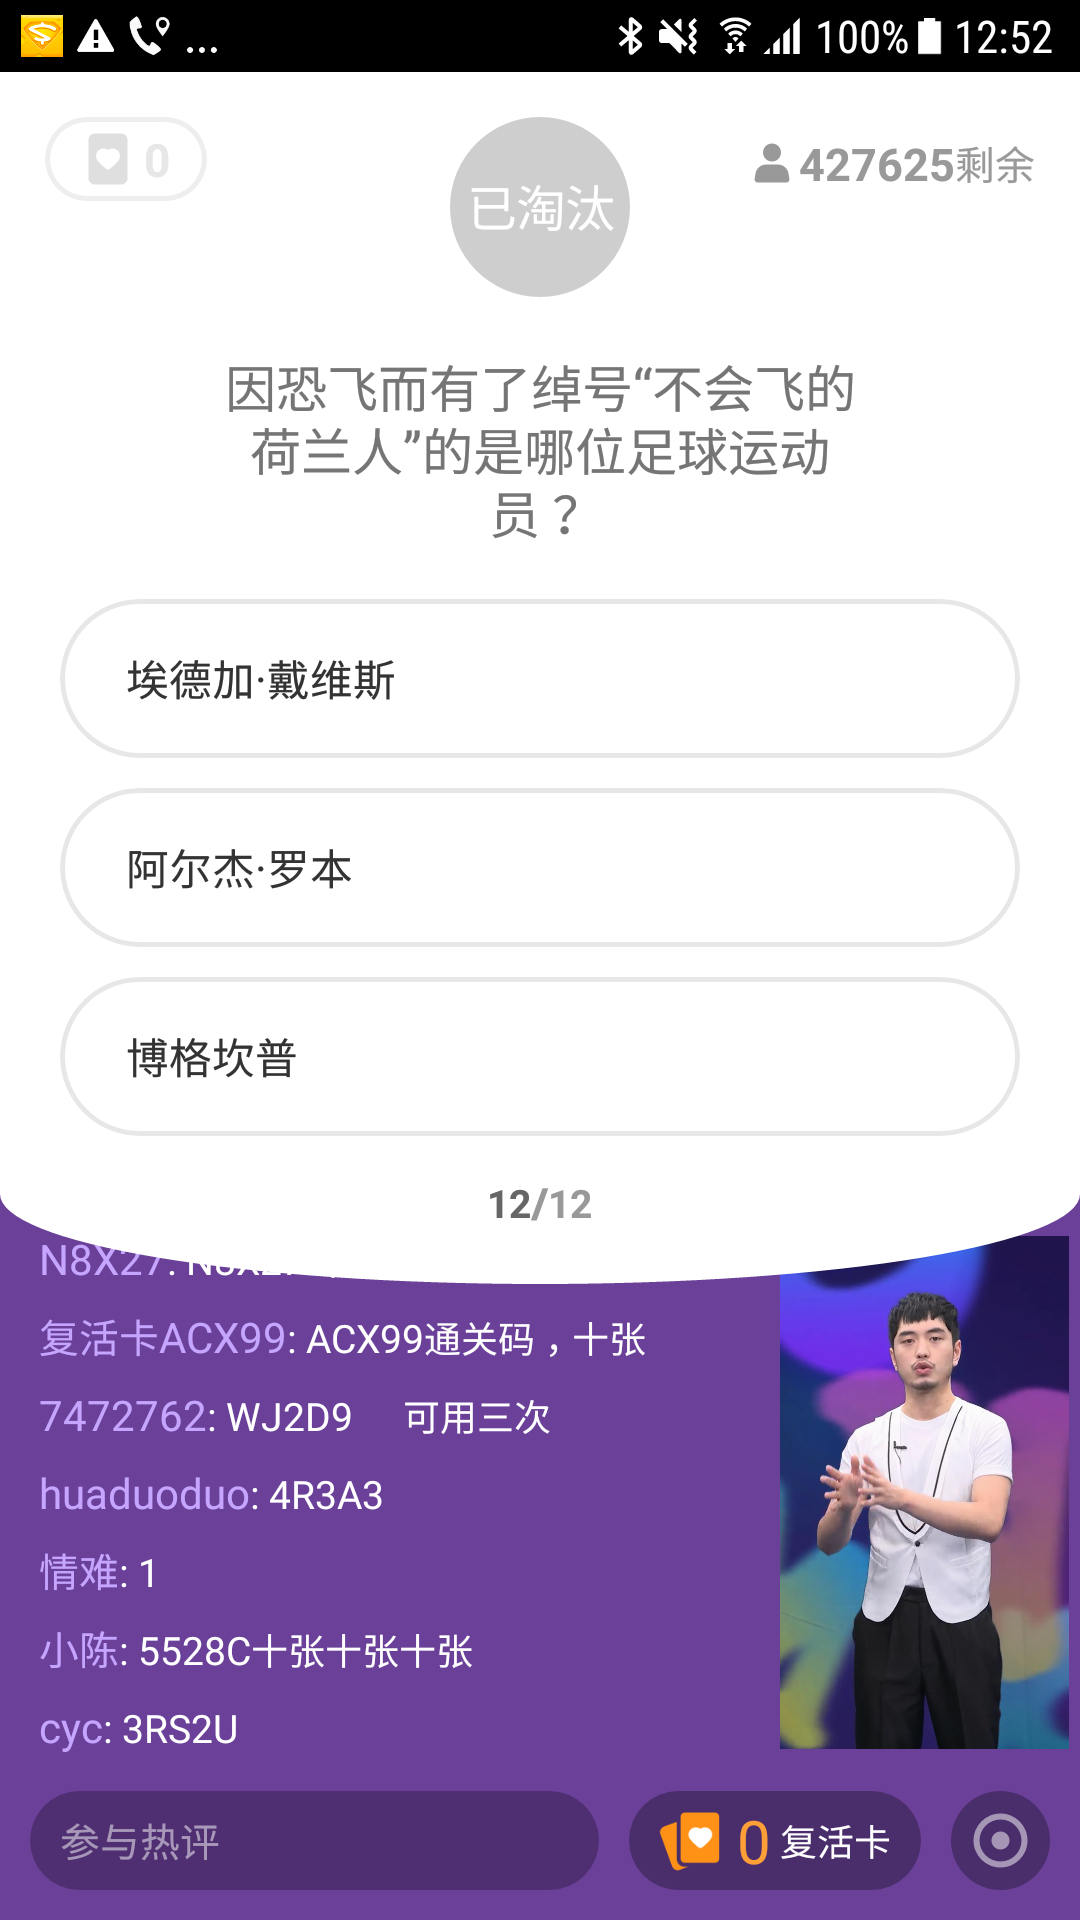 100% 12:52
0
已淘汰
427625剩余
因恐飞而有了绰号“不会飞的
荷兰人”的是哪位足球运动
员？
埃德加·戴维斯
阿尔杰·罗本
博格坎普
12/12
N8X27:
复活卡ACX99: ACX99通关码，十张
7472762: WJ2D9 可用三次
huaduoduo: 4R3A3
情难: 1
小陈: 5528C十张十张十张
cyc: 3RS2U
参与热评
0 复活卡